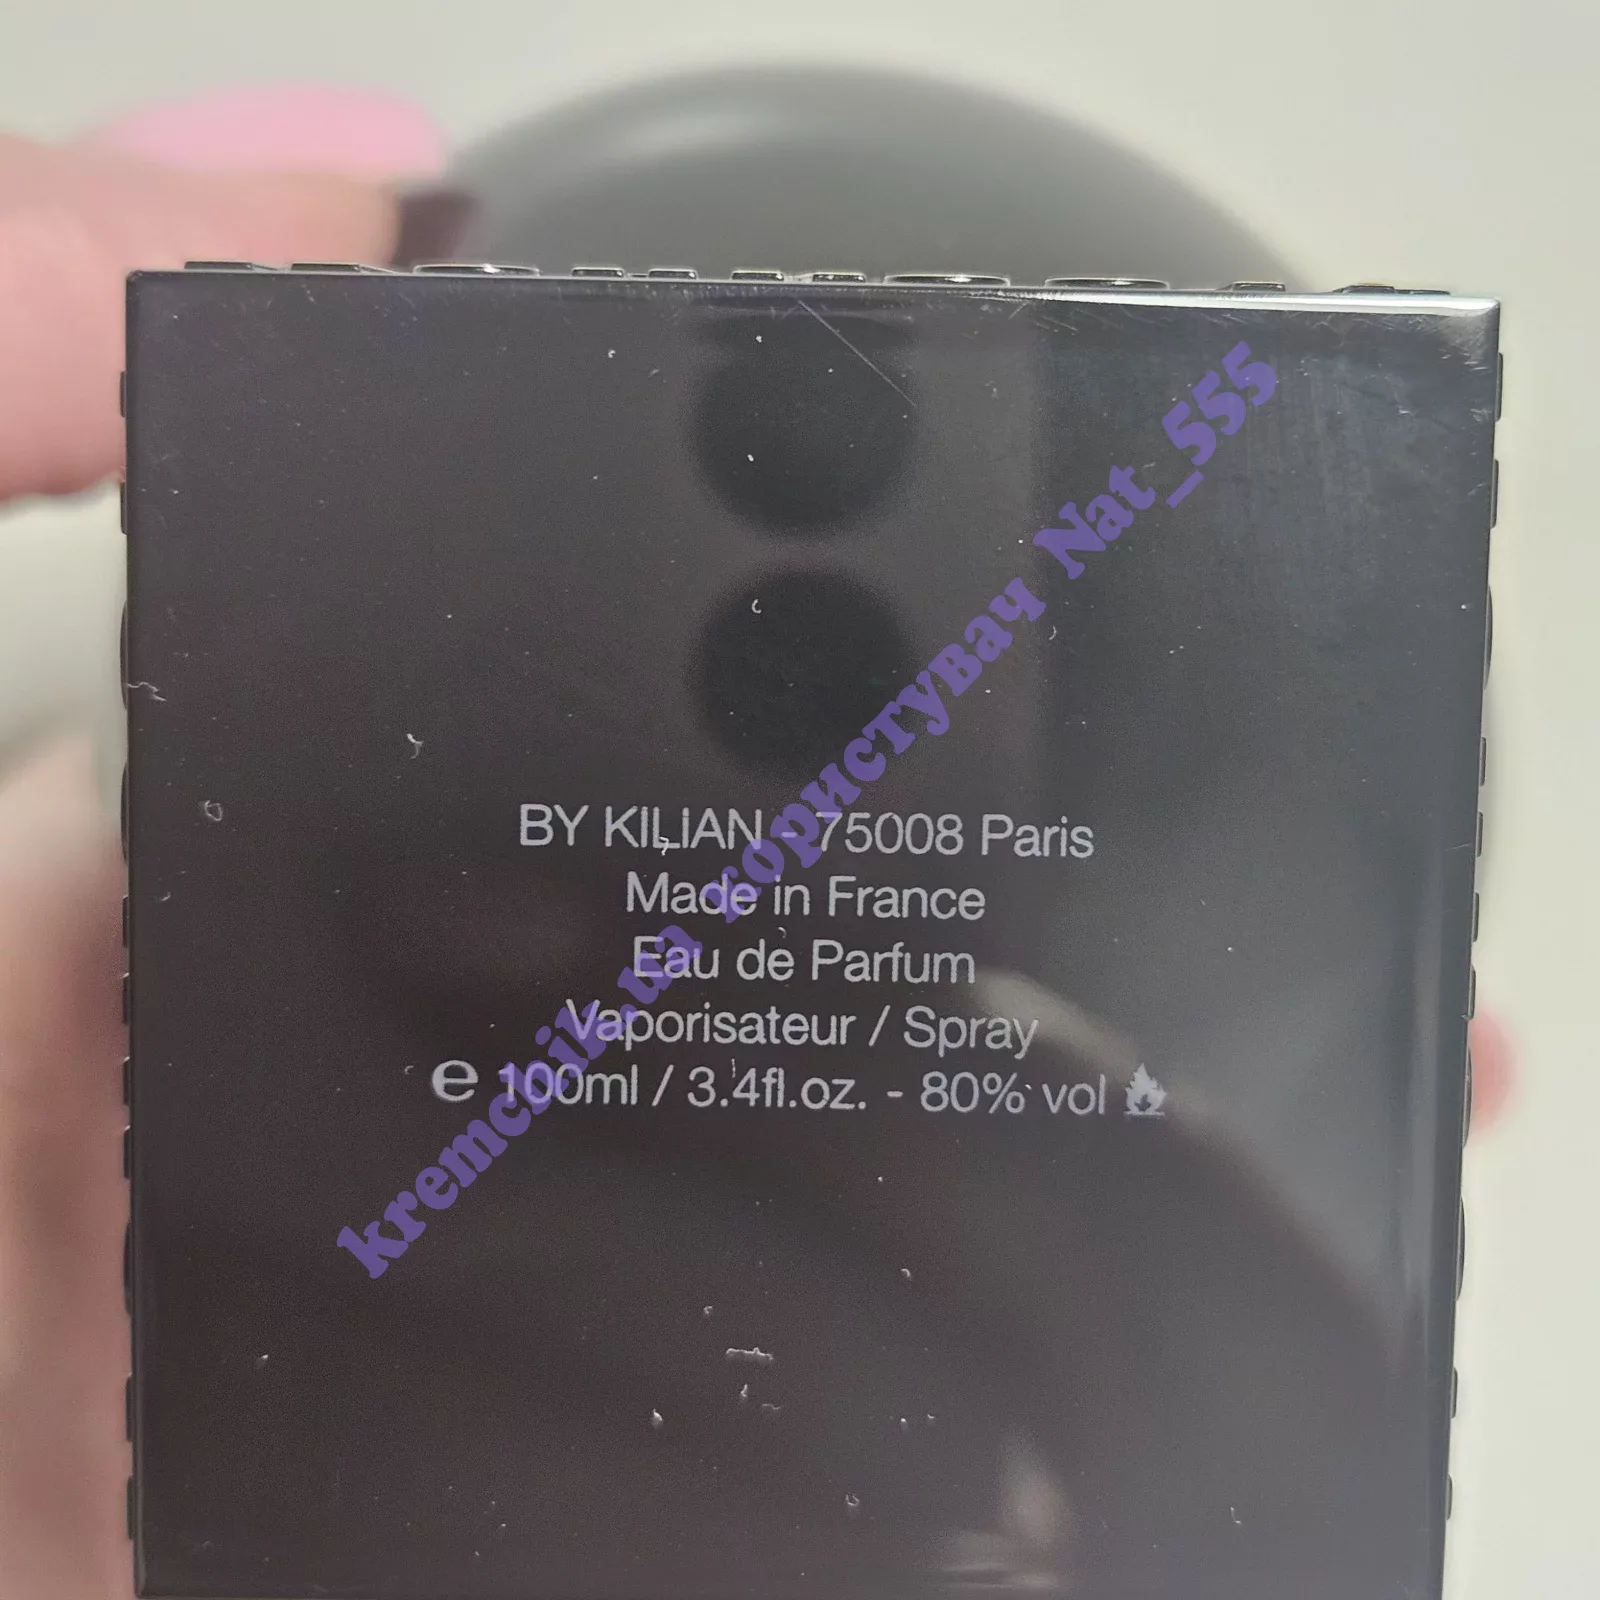 BY KILIAN - 75008 Paris
Made in France
Eau de Parfum
Vaporisateur / Spray
e 100ml / 3.4fl.oz. - 80% vol
kremchik.ua користувач Nat_555